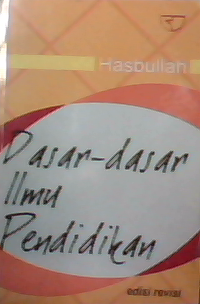 Hasbullah
Dasar-dasar
Ilmu
Pendidikan
edisi revisi